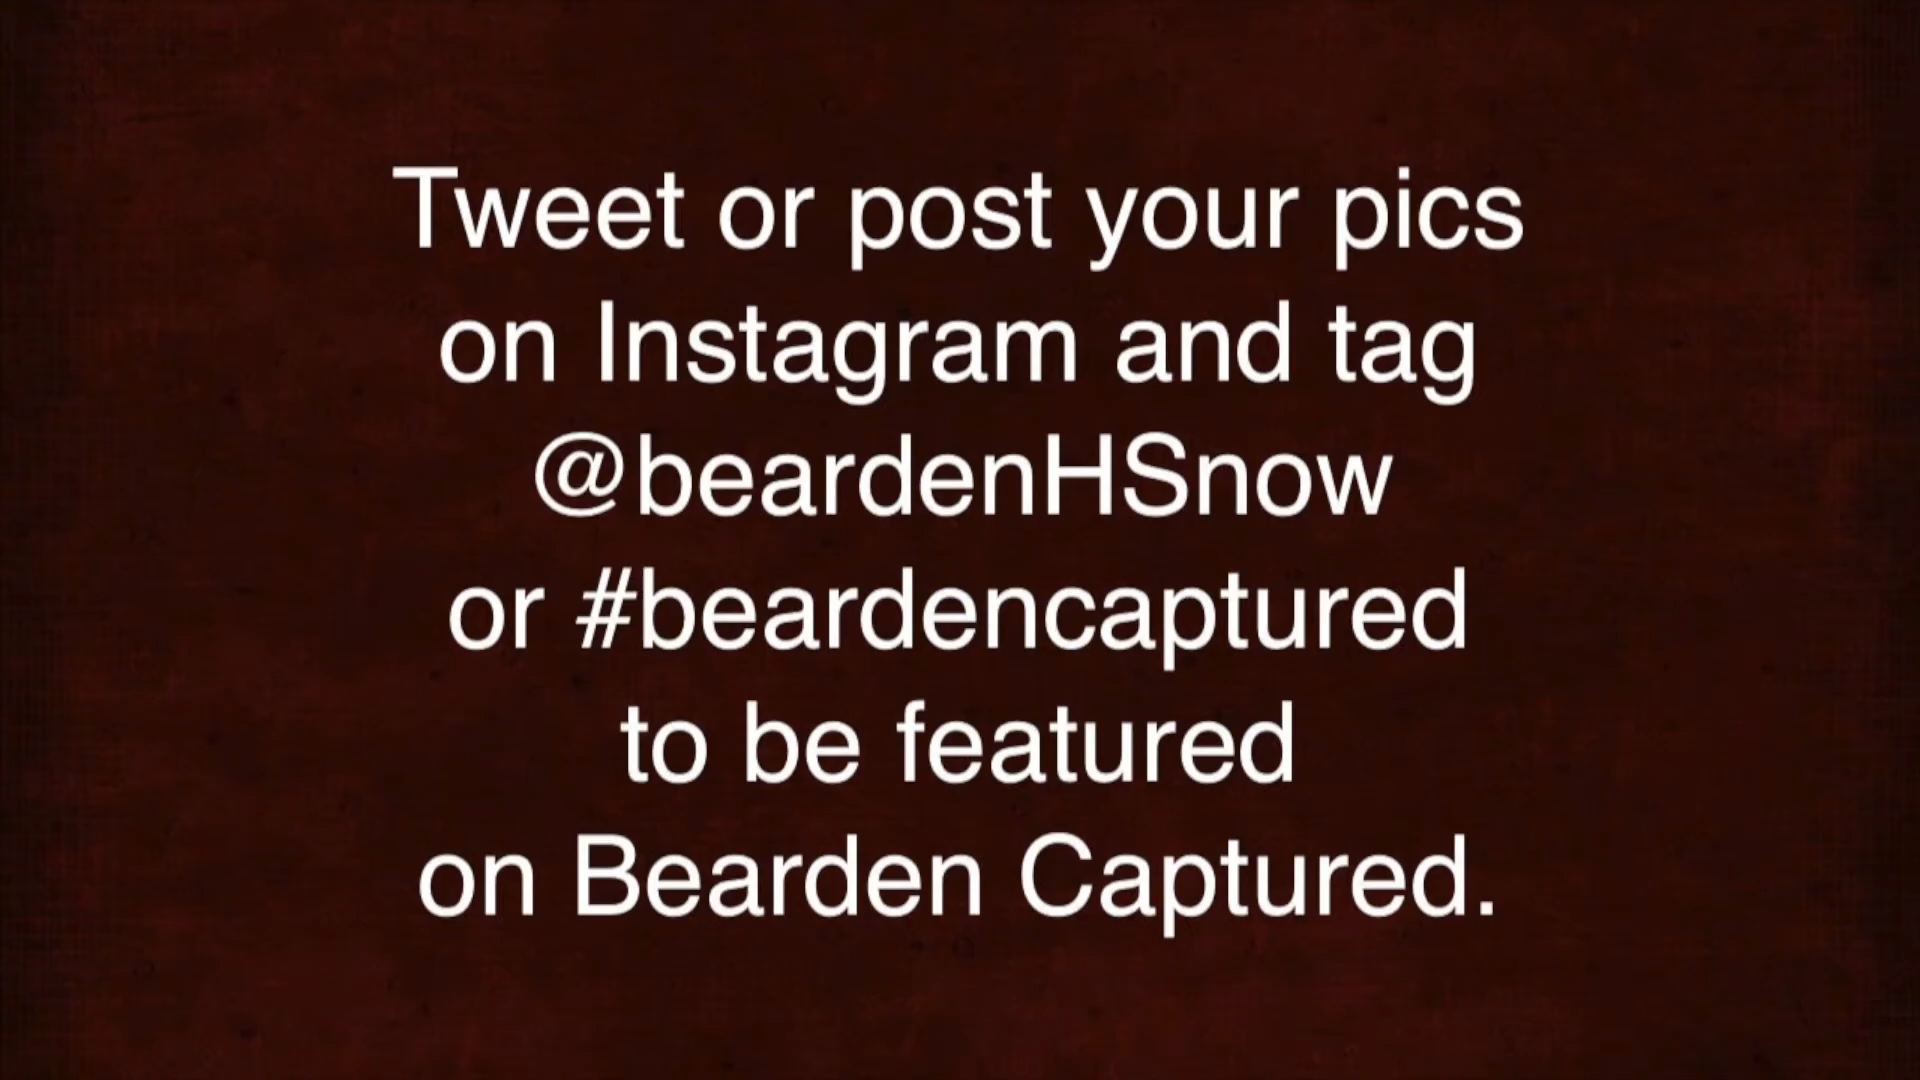 Tweet or post your pics
on Instagram and tag
@beardenHSnow
or #beardencaptured
to be featured
on Bearden Captured.